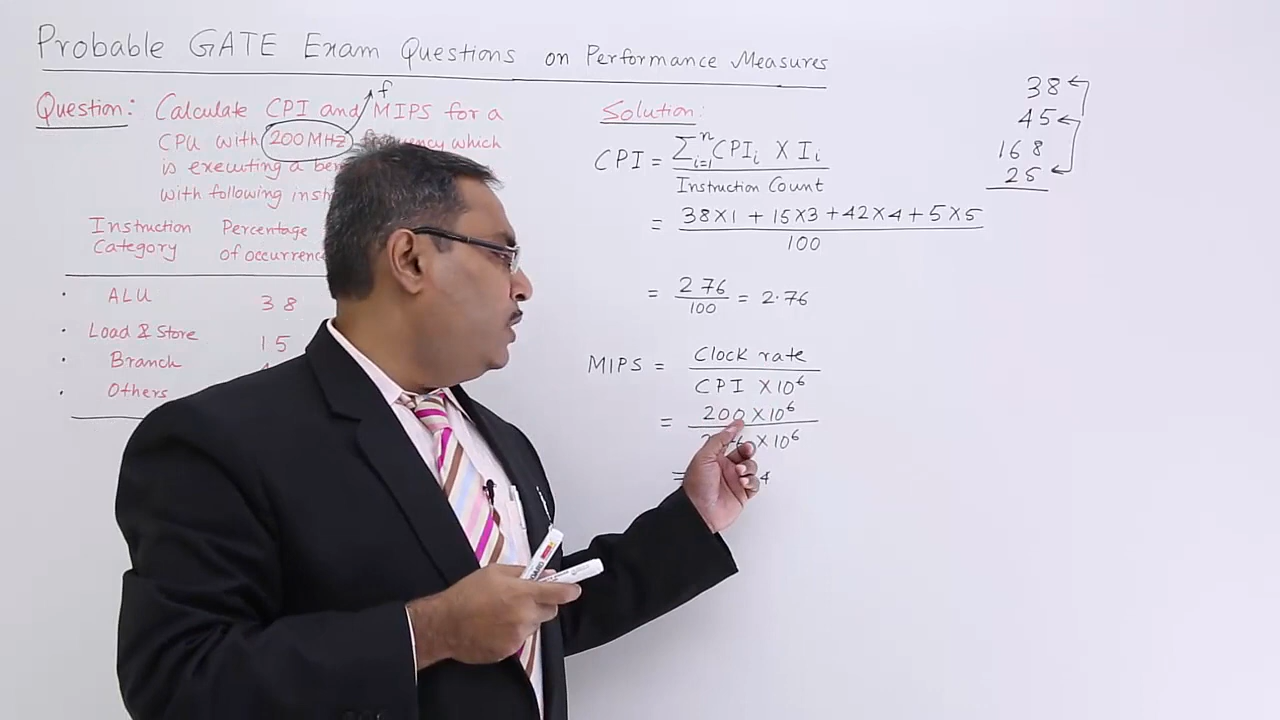 Probable GATE Exam Questions on Performance Measures
f
Question: Calculate CPI and MIPS for a
CPU with 200 MHz frequency which
is executing a
with following
Instruction Category
Percentage of occurrence
ALU 38
Load & Store 15
Branch
Others
Solution:
CPI = Σⁿᵢ₌₁ CPIᵢ × Iᵢ
Instruction Count
= 38×1 + 15×3 + 42×4 + 5×5
100
= 276
100
= 2.76
MIPS = Clock rate
CPI × 10⁶
= 200 × 10⁶
× 10⁶
=
38
45
168
25